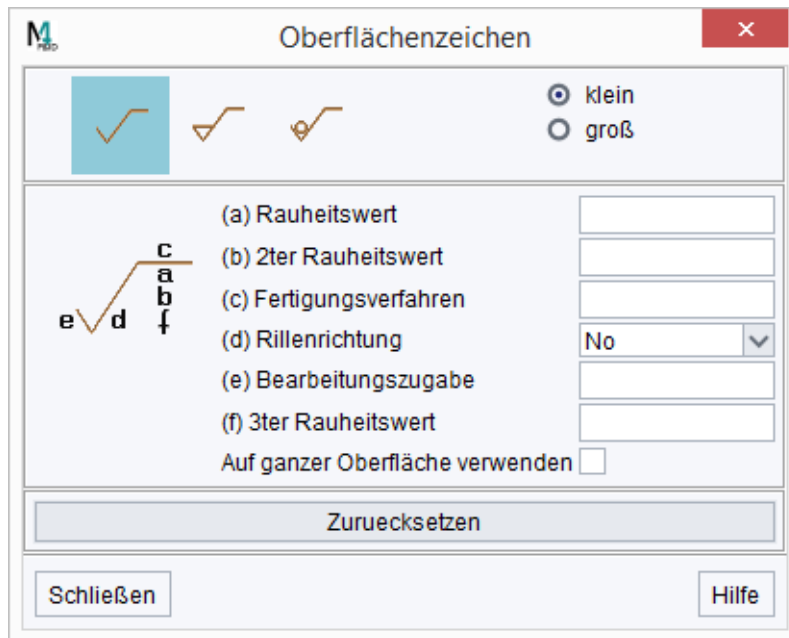 M4
Oberflächenzeichen
klein
groß
(a) Rauheitswert
c
(b) 2ter Rauheitswert
a
b
(c) Fertigungsverfahren
e d f
(d) Rillenrichtung No
(e) Bearbeitungszugabe
(f) 3ter Rauheitswert
Auf ganzer Oberfläche verwenden
Zuruecksetzen
Schließen Hilfe